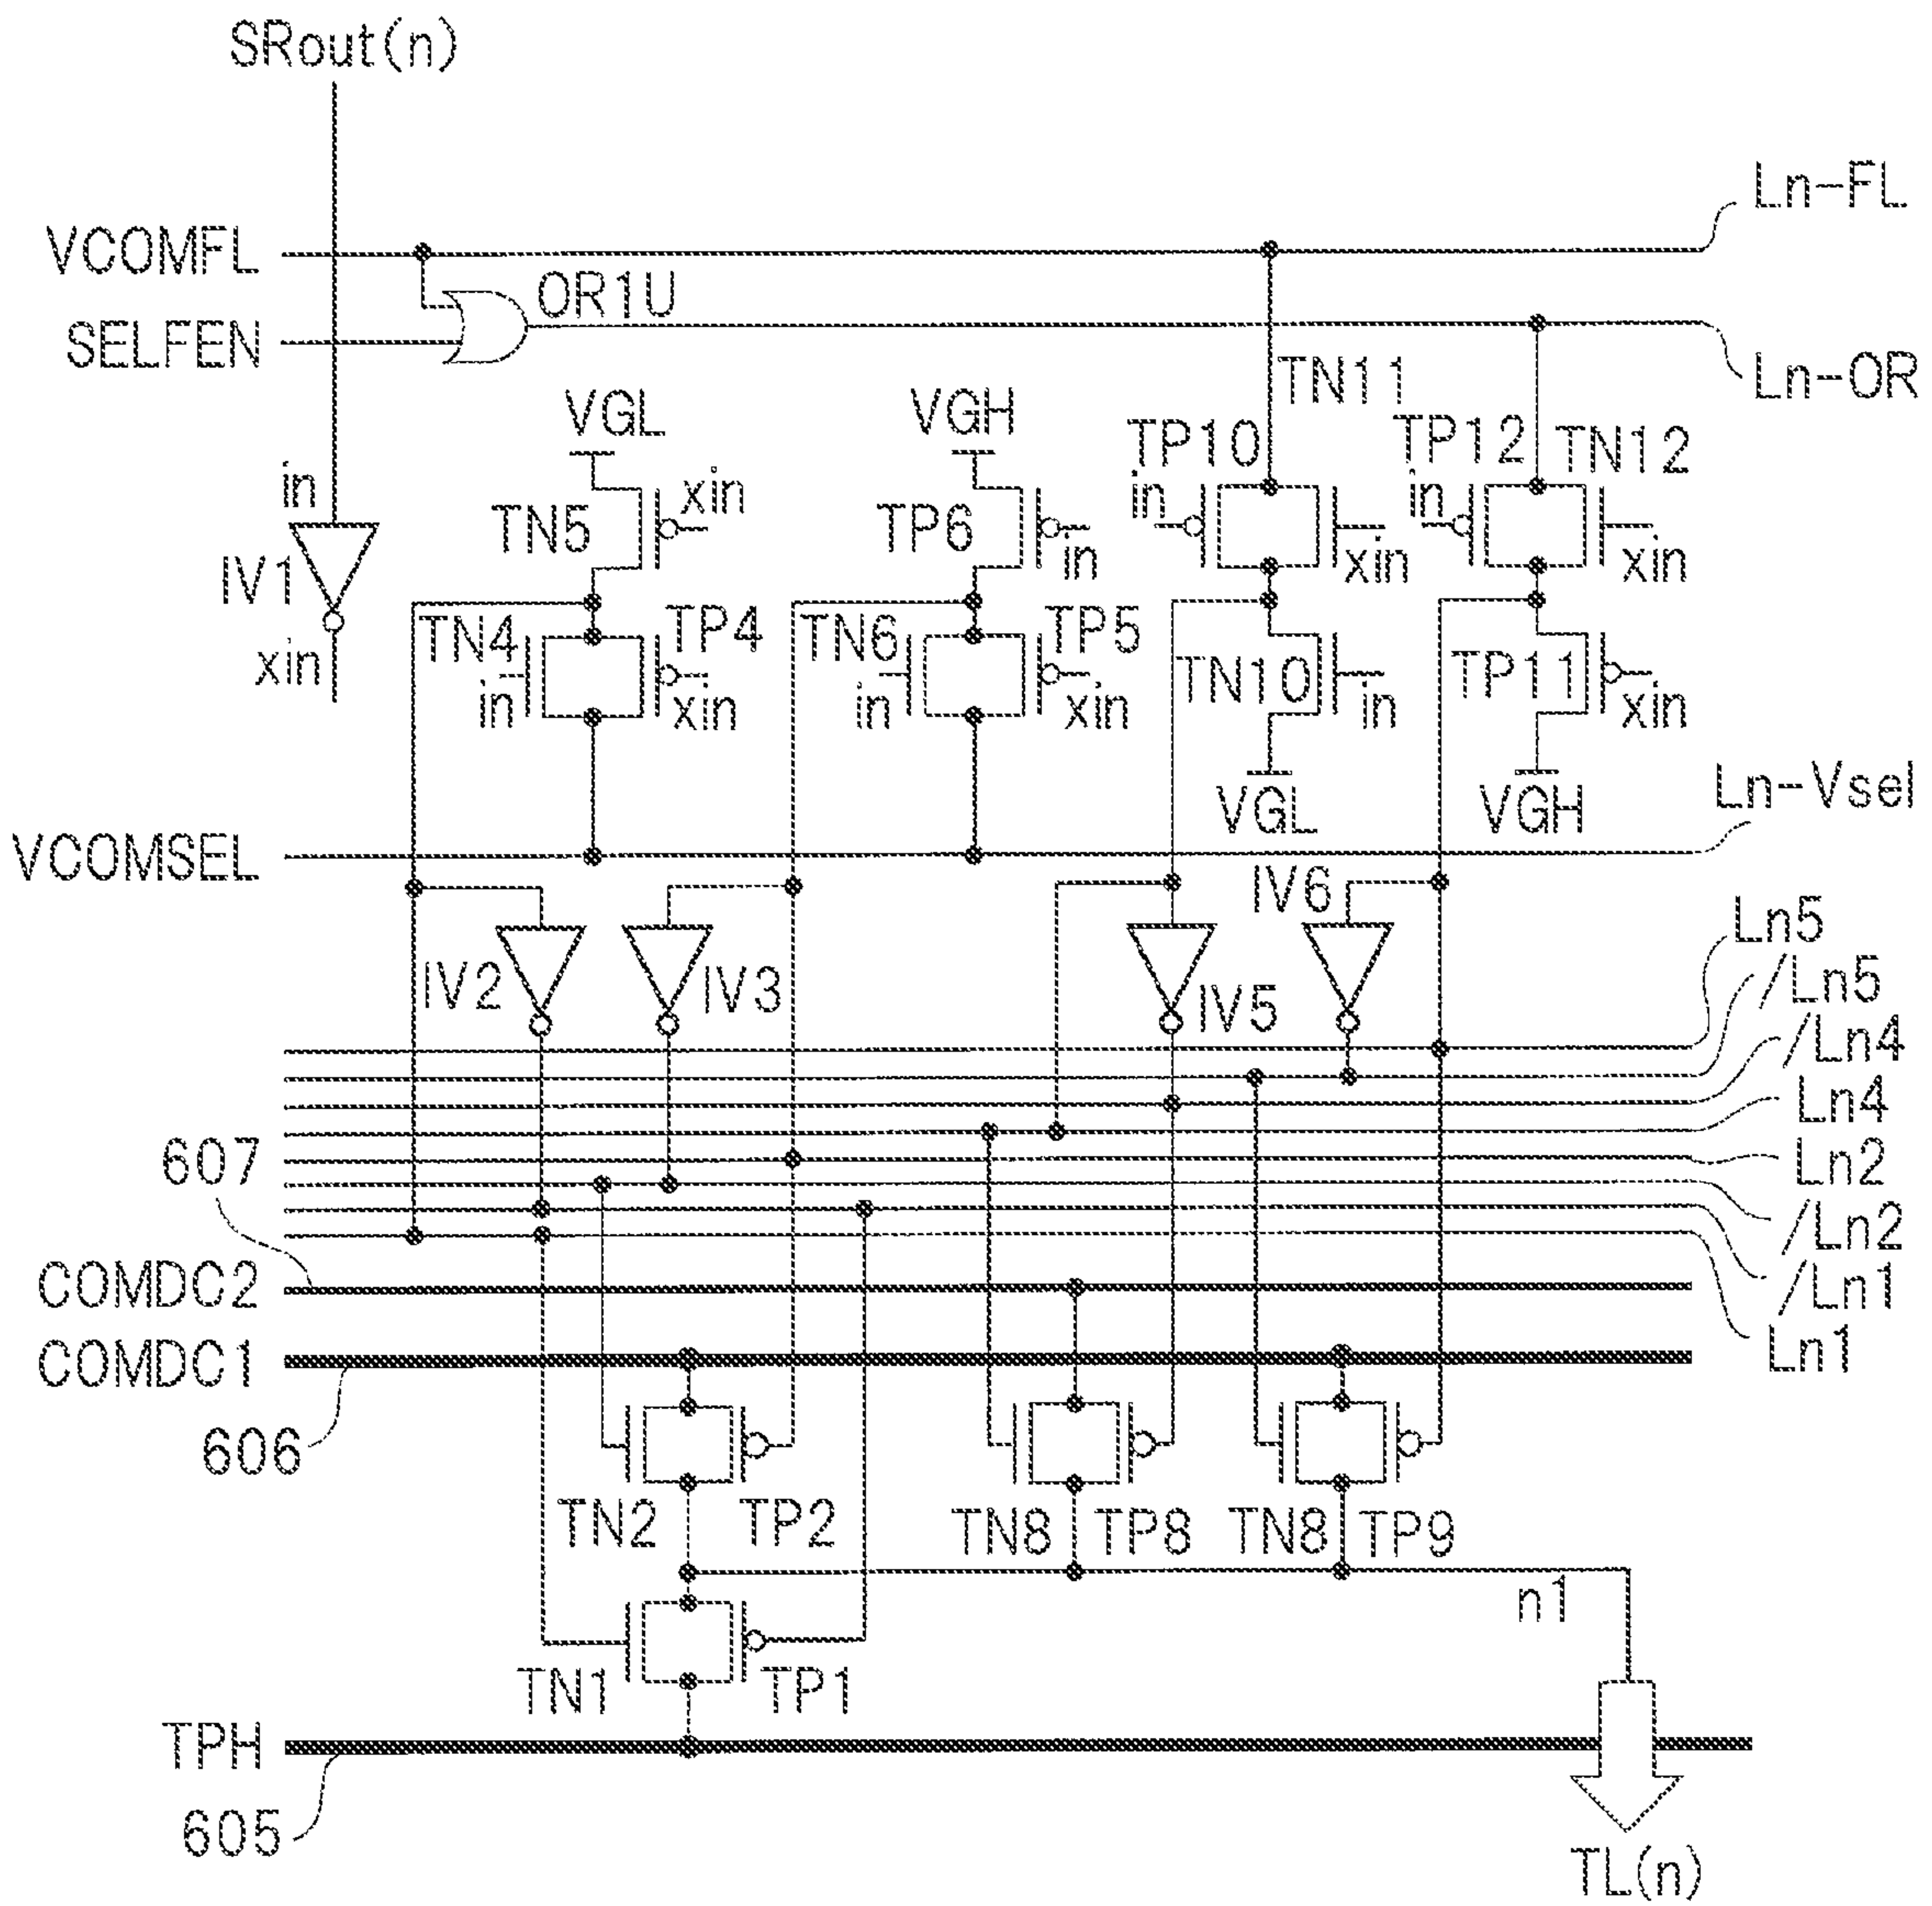 SRout(n)
Ln-FL
VCOMFL
OR1U
SELFEN
Ln-OR
TN11
VGL
VGH
TP10
TP12
TN12
in
xin
in
in
TN5
TP6
IV1
in
xin
xin
TN4
TP4
TN6
TP5
xin
TN10
TP11
in
xin
in
xin
in
xin
VGL
VGH
Ln-Vsel
VCOMSEL
IV6
Ln5
IV2
IV3
IV5
/Ln5
/Ln4
Ln4
607
Ln2
/Ln2
COMDC2
/Ln1
COMDC1
Ln1
606
TN2
TP2
TN8
TP8
TN8
TP9
n1
TN1
TP1
TPH
605
TL(n)